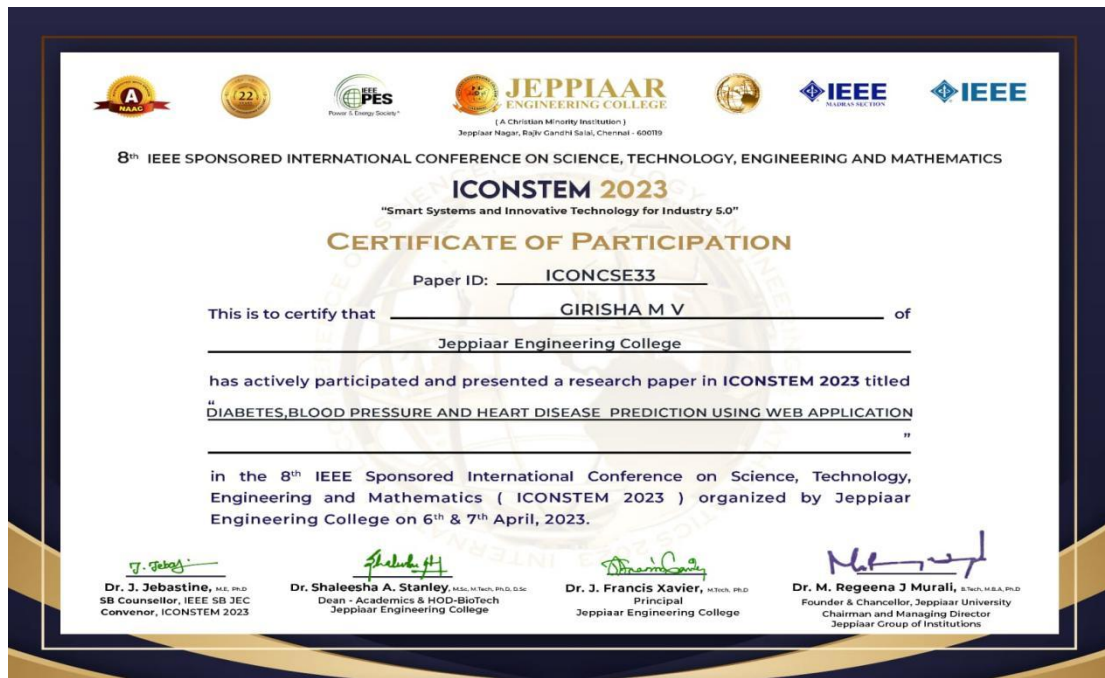 A
NAAC
22
IEEE
PES
Power & Energy Society®
JEPPIAAR
ENGINEERING COLLEGE
( A Christian Minority Institution )
Jeppiaar Nagar, Rajiv Gandhi Salai, Chennai - 600119
IEEE
MADRAS SECTION
IEEE
8th IEEE SPONSORED INTERNATIONAL CONFERENCE ON SCIENCE, TECHNOLOGY, ENGINEERING AND MATHEMATICS
ICONSTEM 2023
"Smart Systems and Innovative Technology for Industry 5.0"
CERTIFICATE OF PARTICIPATION
Paper ID: ICONCSE33
This is to certify that GIRISHA M V of
Jeppiaar Engineering College
has actively participated and presented a research paper in ICONSTEM 2023 titled
"
DIABETES,BLOOD PRESSURE AND HEART DISEASE PREDICTION USING WEB APPLICATION
"
in the 8th IEEE Sponsored International Conference on Science, Technology,
Engineering and Mathematics ( ICONSTEM 2023 ) organized by Jeppiaar
Engineering College on 6th & 7th April, 2023.
J. Jebas
Dr. J. Jebastine, M.E, Ph.D
SB Counsellor, IEEE SB JEC
Convenor, ICONSTEM 2023
Dr. Shaleesha A. Stanley, M.Sc, M.Tech, Ph.D, D.Sc
Dean - Academics & HOD-BioTech
Jeppiaar Engineering College
Dr. J. Francis Xavier, M.Tech, Ph.D
Principal
Jeppiaar Engineering College
Dr. M. Regeena J Murali, B.Tech, M.B.A, Ph.D
Founder & Chancellor, Jeppiaar University
Chairman and Managing Director
Jeppiaar Group of Institutions